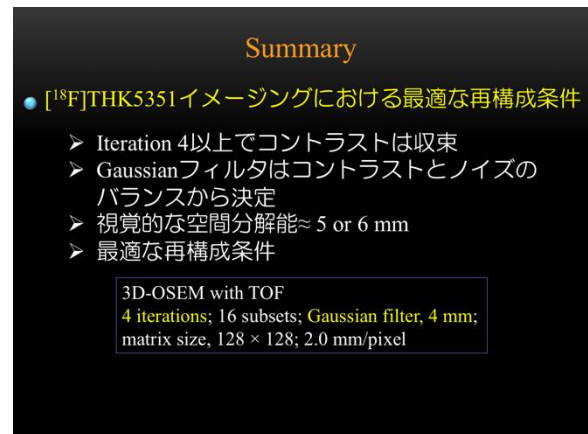 Summary
[¹⁸F]THK5351イメージングにおける最適な再構成条件
➢ Iteration 4以上でコントラストは収束
➢ Gaussianフィルタはコントラストとノイズの
バランスから決定
➢ 視覚的な空間分解能≈ 5 or 6 mm
➢ 最適な再構成条件
3D-OSEM with TOF
4 iterations; 16 subsets; Gaussian filter, 4 mm;
matrix size, 128 × 128; 2.0 mm/pixel